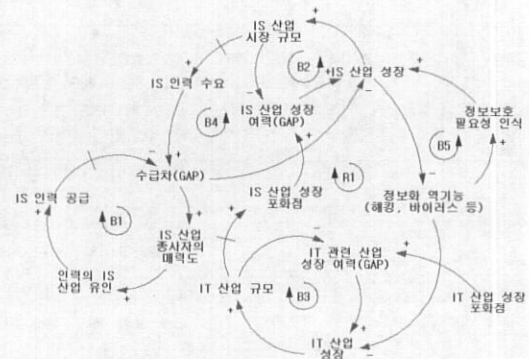 IS 산업
시장 규모
B2
IS 산업 성장
IS 인력 수요
정보보호
필요성 인식
IS 산업 성장
여력(GAP)
B4
B5
수급차(GAP)
R1
IS 인력 공급
IS 산업 성장
포화점
정보화 역기능
(해킹, 바이러스 등)
B1
IS 산업
종사자의
매력도
IT 관련 산업
성장 여력(GAP)
인력의 IS
산업 유인
IT 산업 규모
B3
IT 산업 성장
포화점
IT 산업
성장